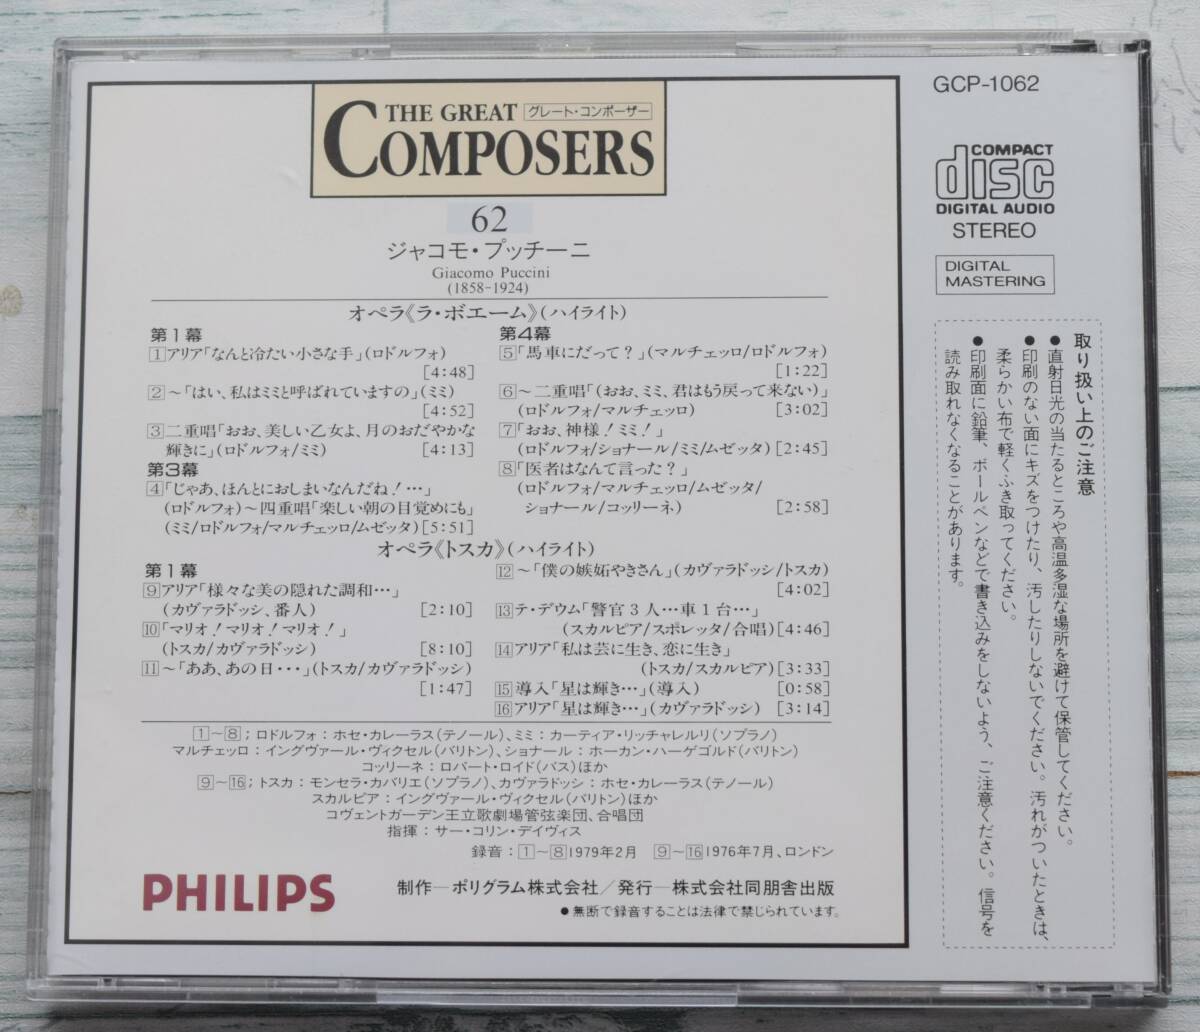 THE GREAT
グレート・コンポーザー
COMPOSERS
62
ジャコモ・プッチーニ
Giacomo Puccini
(1858-1924)
オペラ《ラ・ボエーム》(ハイライト)
第1幕
1 アリア「なんと冷たい小さな手」(ロドルフォ)
[4:48]
2 〜「はい、私はミミと呼ばれていますの」(ミミ)
[4:52]
3 二重唱「おお、美しい乙女よ、月のおだやかな
輝きに」(ロドルフォ/ミミ) [4:13]
第3幕
4 「じゃあ、ほんとにおしまいなんだね!…」
(ロドルフォ)〜四重唱「楽しい朝の目覚めにも」
(ミミ/ロドルフォ/マルチェッロ/ムゼッタ)[5:51]
第4幕
5 「馬車にだって?」(マルチェッロ/ロドルフォ)
[1:22]
6 〜二重唱「(おお、ミミ、君はもう戻って来ない)」
(ロドルフォ/マルチェッロ) [3:02]
7 「おお、神様!ミミ!」
(ロドルフォ/ショナール/ミミ/ムゼッタ)[2:45]
8 「医者はなんて言った?」
(ロドルフォ/マルチェッロ/ムゼッタ/
ショナール/コッリーネ) [2:58]
オペラ《トスカ》(ハイライト)
第1幕
9 アリア「様々な美の隠れた調和…」
(カヴァラドッシ、番人) [2:10]
10 「マリオ!マリオ!マリオ!」
(トスカ/カヴァラドッシ) [8:10]
11 〜「ああ、あの日・・・」(トスカ/カヴァラドッシ)
[1:47]
12 〜「僕の嫉妬やきさん」(カヴァラドッシ/トスカ)
[4:02]
13 テ・デウム「警官3人…車1台…」
(スカルピア/スポレッタ/合唱)[4:46]
14 アリア「私は芸に生き、恋に生き」
(トスカ/スカルピア)[3:33]
15 導入「星は輝き…」(導入) [0:58]
16 アリア「星は輝き…」(カヴァラドッシ) [3:14]
1〜8；ロドルフォ：ホセ・カレーラス(テノール)、ミミ：カーティア・リッチャレルリ(ソプラノ)
マルチェッロ：イングヴァール・ヴィクセル(バリトン)、ショナール：ホーカン・ハーゲゴルド(バリトン)
コッリーネ：ロバート・ロイド(バス)ほか
9〜16；トスカ：モンセラ・カバリエ(ソプラノ)、カヴァラドッシ：ホセ・カレーラス(テノール)
スカルピア：イングヴァール・ヴィクセル(バリトン)ほか
コヴェントガーデン王立歌劇場管弦楽団、合唱団
指揮：サー・コリン・デイヴィス
録音：1〜8 1979年2月 9〜16 1976年7月、ロンドン
PHILIPS
制作—ポリグラム株式会社／発行—株式会社同朋舎出版
●無断で録音することは法律で禁じられています。
GCP-1062
COMPACT
disc
DIGITAL AUDIO
STEREO
DIGITAL
MASTERING
取り扱い上のご注意
●直射日光の当たるところや高温多湿な場所を避けて保管してください。
●印刷のない面にキズをつけたり、汚したりしないでください。汚れがついたときは、
柔らかい布で軽くふき取ってください。
●印刷面に鉛筆、ボールペンなどで書き込みをしないよう、ご注意ください。信号を
読み取れなくなることがあります。